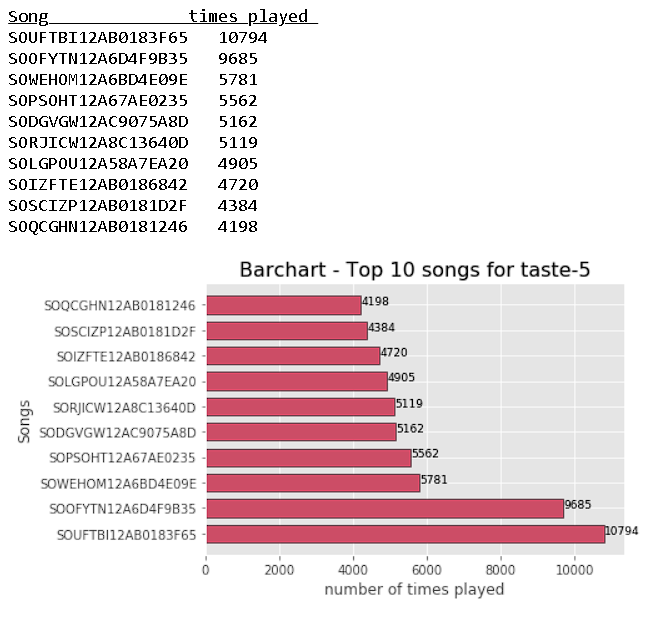 Song times played
SOUFTBI12AB0183F65 10794
SOOFYTN12A6D4F9B35 9685
SOWEHOM12A6BD4E09E 5781
SOPSOHT12A67AE0235 5562
SODGVGW12AC9075A8D 5162
SORJICW12A8C13640D 5119
SOLGPOU12A58A7EA20 4905
SOIZFTE12AB0186842 4720
SOSCIZP12AB0181D2F 4384
SOQCGHN12AB0181246 4198
Barchart - Top 10 songs for taste-5
SOQCGHN12AB0181246 4198
SOSCIZP12AB0181D2F 4384
SOIZFTE12AB0186842 4720
SOLGPOU12A58A7EA20 4905
SORJICW12A8C13640D 5119
SODGVGW12AC9075A8D 5162
SOPSOHT12A67AE0235 5562
SOWEHOM12A6BD4E09E 5781
SOOFYTN12A6D4F9B35 9685
SOUFTBI12AB0183F65 10794
Songs
0 2000 4000 6000 8000 10000
number of times played